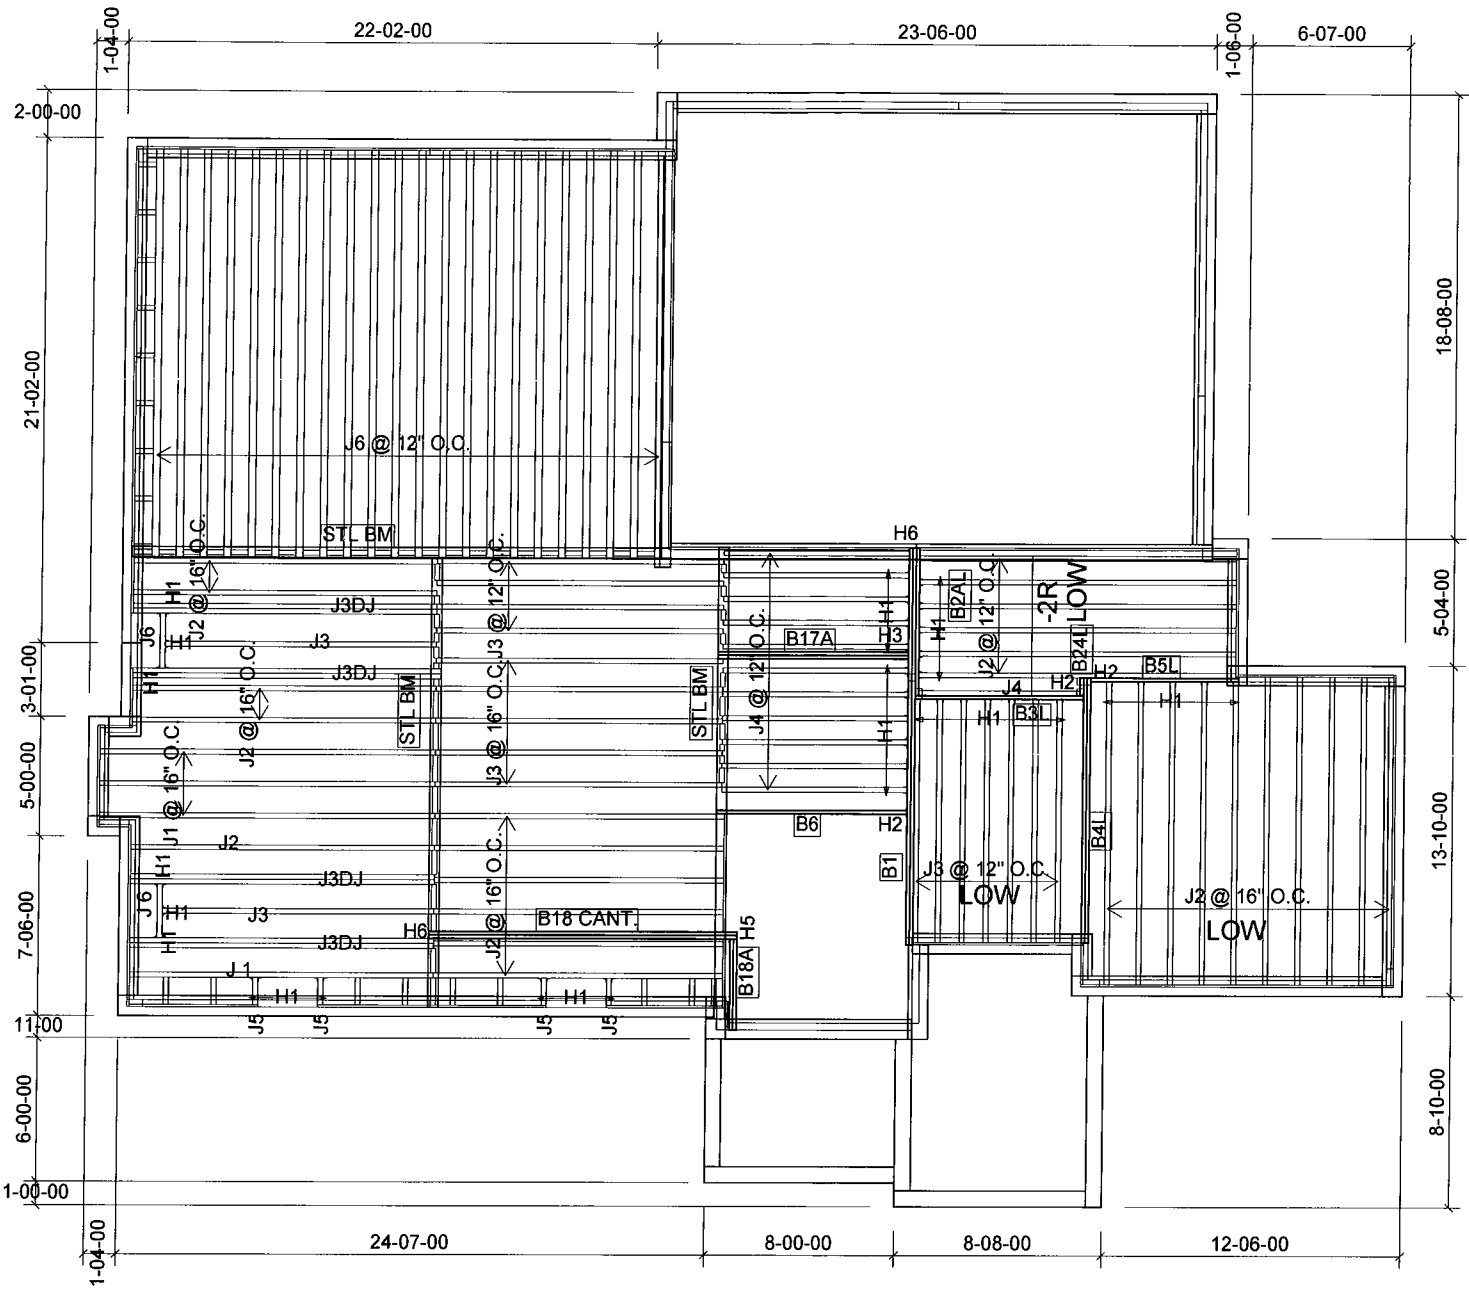 1-04-00
22-02-00
23-06-00
1-06-00
6-07-00
2-00-00
21-02-00
18-08-00
J6 @ 12" O.C.
STL BM
H6
J2 @ 16" O.C.
H1
J3DJ
J3 @ 12" O.C.
H1
B2AL
J2 @ 12" O.C.
-2R
LOW
5-04-00
J6
H1
J3
B17A
H3
H1
B24L
H2
B5L
3-01-00
H1
J3DJ
J2 @ 16" O.C.
STL BM
J3 @ 16" O.C.
STL BM
J4 @ 12" O.C.
H1
J4
H2
H1
B3L
H1
5-00-00
J1 @ 16" O.C.
J2
B6
H2
B4L
13-10-00
H1
J3DJ
B1
J3 @ 12" O.C.
LOW
J2 @ 16" O.C.
LOW
7-06-00
J6
H1
J3
J2 @ 16" O.C.
B18 CANT.
H6
H5
H1
J3DJ
J1
B18A
H1
H1
J5
J5
J5
J5
11-00
6-00-00
8-10-00
1-00-00
1-04-00
24-07-00
8-00-00
8-08-00
12-06-00